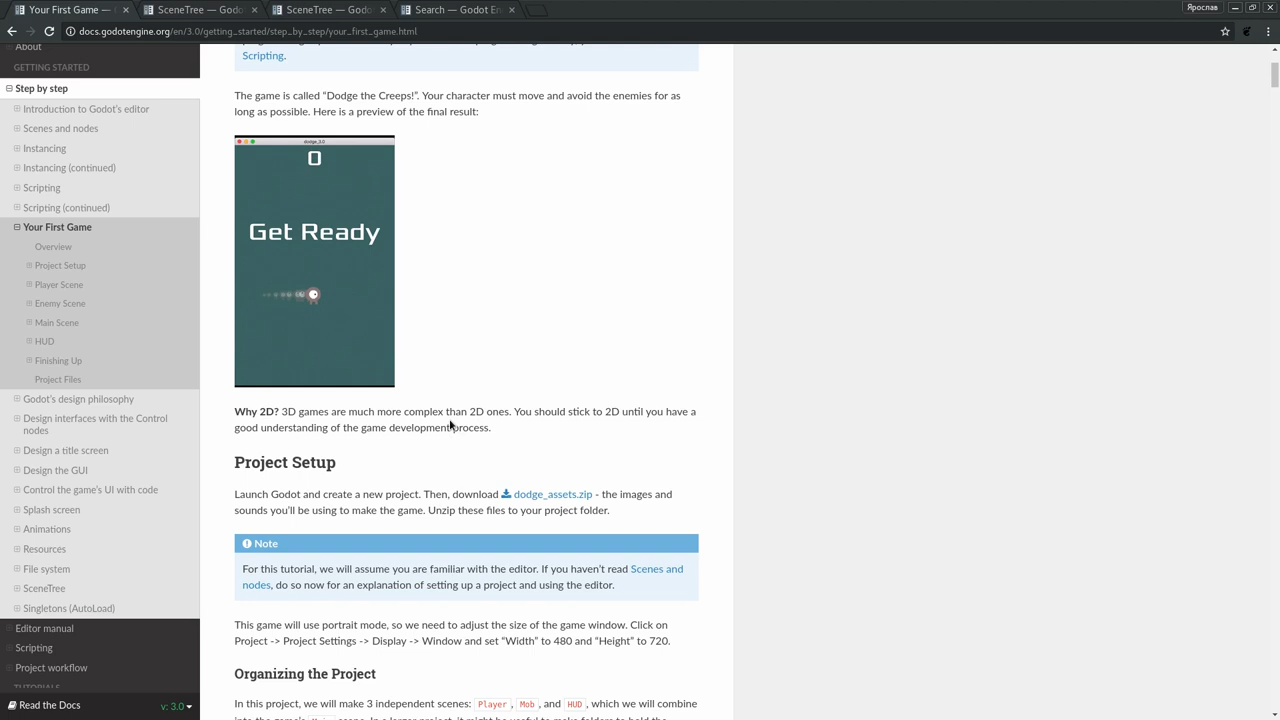 Your First Game —
SceneTree — Godo
SceneTree — Godo
Search — Godot En
Ярослав
docs.godotengine.org/en/3.0/getting_started/step_by_step/your_first_game.html
About
GETTING STARTED
Step by step
Introduction to Godot's editor
Scenes and nodes
Instancing
Instancing (continued)
Scripting
Scripting (continued)
Your First Game
Overview
Project Setup
Player Scene
Enemy Scene
Main Scene
HUD
Finishing Up
Project Files
Godot's design philosophy
Design interfaces with the Control
nodes
Design a title screen
Design the GUI
Control the game's UI with code
Splash screen
Animations
Resources
File system
SceneTree
Singletons (AutoLoad)
Editor manual
Scripting
Project workflow
TUTORIALS
Read the Docs
v: 3.0
Scripting.
The game is called “Dodge the Creeps!”. Your character must move and avoid the enemies for as
long as possible. Here is a preview of the final result:
dodge_3.0
0
Get Ready
Why 2D? 3D games are much more complex than 2D ones. You should stick to 2D until you have a
good understanding of the game development process.
Project Setup
Launch Godot and create a new project. Then, download dodge_assets.zip - the images and
sounds you'll be using to make the game. Unzip these files to your project folder.
Note
For this tutorial, we will assume you are familiar with the editor. If you haven't read Scenes and
nodes, do so now for an explanation of setting up a project and using the editor.
This game will use portrait mode, so we need to adjust the size of the game window. Click on
Project -> Project Settings -> Display -> Window and set “Width” to 480 and “Height” to 720.
Organizing the Project
In this project, we will make 3 independent scenes: Player, Mob, and HUD, which we will combine